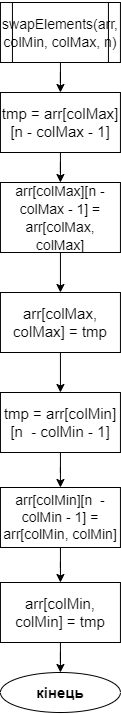 swapElements(arr,
colMin, colMax, n)
tmp = arr[colMax]
[n - colMax - 1]
arr[colMax][n -
colMax - 1] =
arr[colMax,
colMax]
arr[colMax,
colMax] = tmp
tmp = arr[colMin]
[n - colMin - 1]
arr[colMin][n -
colMin - 1] =
arr[colMin, colMin]
arr[colMin,
colMin] = tmp
кінець